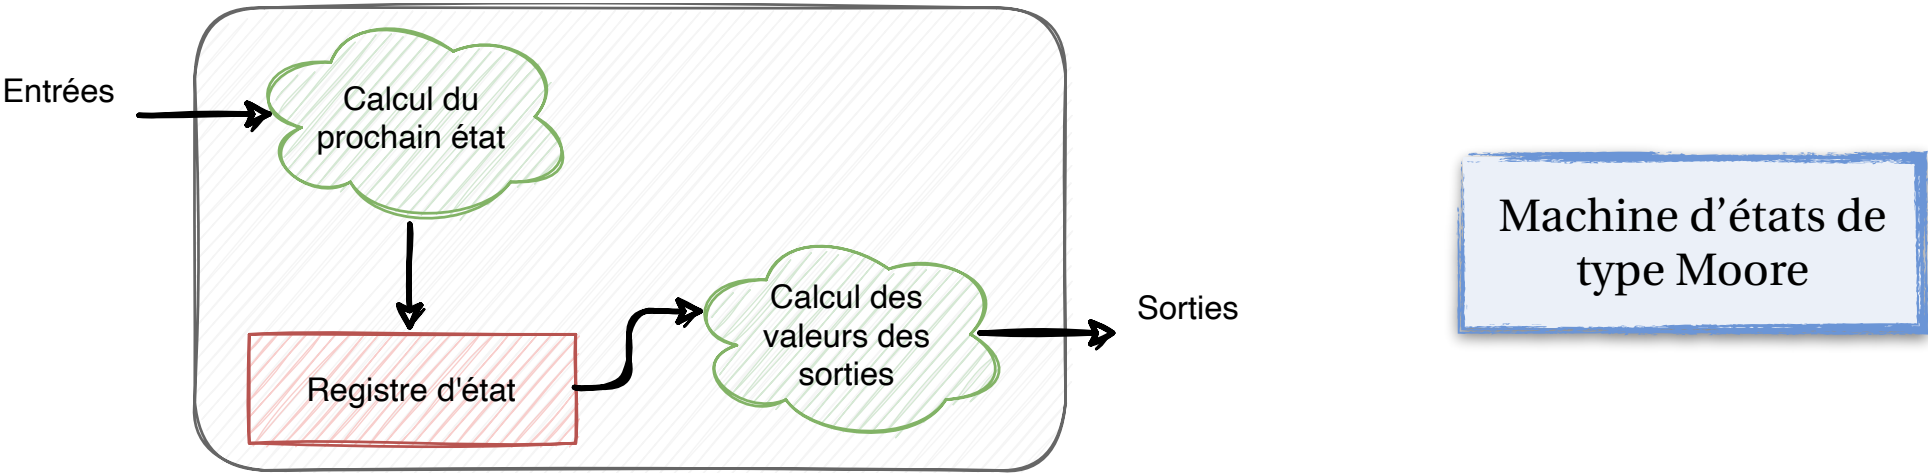 Entrées
Calcul du
prochain état
Registre d'état
Calcul des
valeurs des
sorties
Sorties
Machine d’états de
type Moore